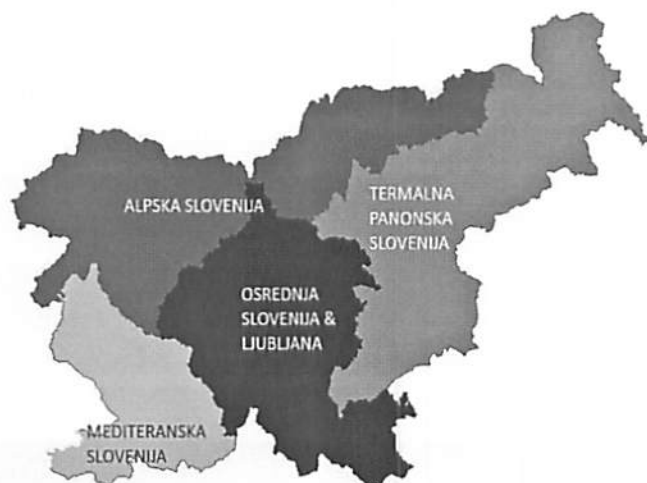 ALPSKA SLOVENIJA
TERMALNA
PANONSKA
SLOVENIJA
OSREDNJA
SLOVENIJA &
LJUBLJANA
MEDITERANSKA
SLOVENIJA